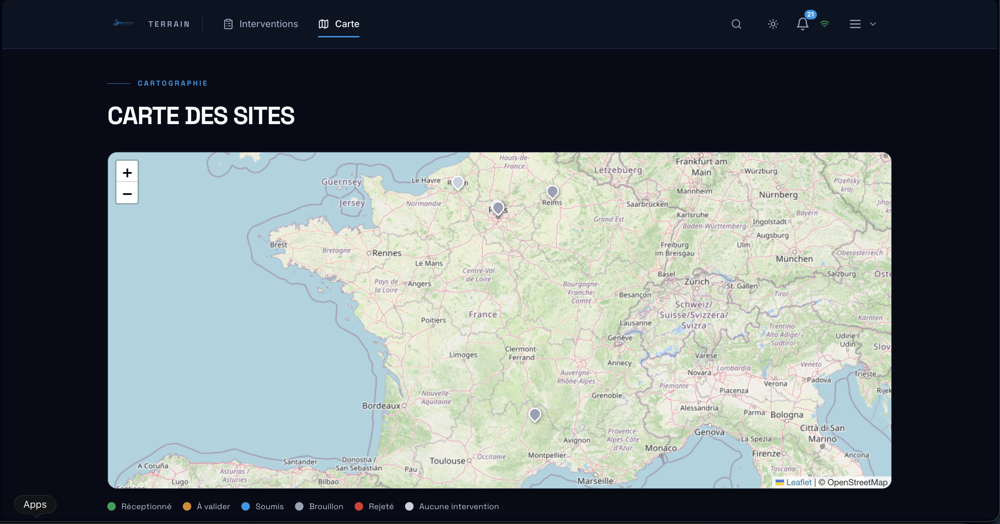 NJTECH
TERRAIN
Interventions
Carte
21
CARTOGRAPHIE
CARTE DES SITES
+
−
Hauts-de-
France
Lëtzebuerg
Frankfurt am
Main
Würzburg
Plzeňský
kraj
Guernsey
Le Havre
Mannheim
Nürnberg
Jersey
Normandie
Reims
Saarbrücken
Karlsruhe
Bayern
Grand Est
Baden-Württemberg
Ingolstadt
Augsburg
Brest
Bretagne
Rennes
Freiburg
im Breisgau
Ulm
München
Oberösterreich
Le Mans
Centre-Val
de Loire
Basel
Salzburg
Pays de
la Loire
Angers
Bourgogne-
Franche-
Comté
Zürich
St. Gallen
Besançon
Tirol
Schweiz/
Suisse/Svizzera/
Svizra
France
Poitiers
Lausanne
Kärnten
Trentino-
Alto Adige/
Südtirol
Genève
Udine /
Udin
Slov
Limoges
Clermont-
Ferrand
Annecy
Varese
Lombardia
Veneto
Auvergne-
Rhône-Alpes
Novara
Trieste
Piemonte
Verona
Padova
Nouvelle-
Aquitaine
Grenoble
Piacenza
Rijek
Bordeaux
Alessandria
Parma
Bologna
Provence-
Alpes-Côte
d'Azur
Genova
Città di San
Marino
Avignon
La Spezia
Monaco
Montpellier
Firenze
Ancona
Toulouse
Occitanie
A Coruña
Santander
Donostia /
San Sebastián
Pau
Toscana
Asturias /
Asturies
Lugo
Bilbao
Marseille
Leaflet | © OpenStreetMap
Apps
Réceptionné
À valider
Soumis
Brouillon
Rejeté
Aucune intervention